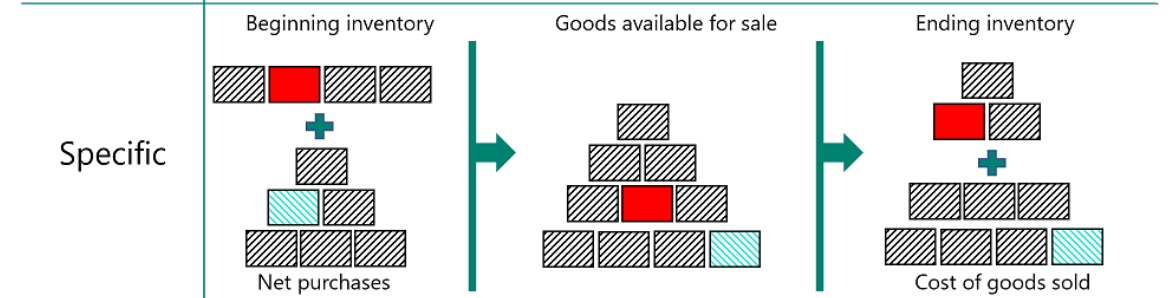 Beginning inventory
Goods available for sale
Ending inventory
Specific
Net purchases
Cost of goods sold